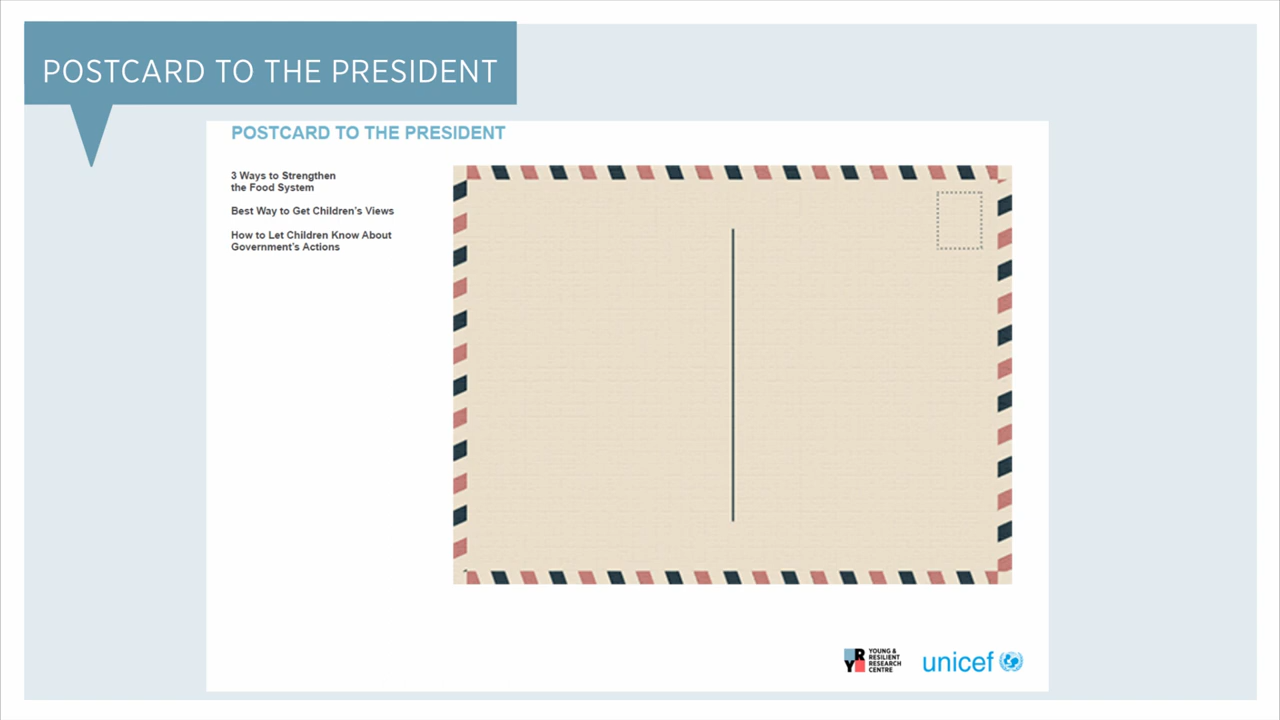 POSTCARD TO THE PRESIDENT
POSTCARD TO THE PRESIDENT
3 Ways to Strengthen
the Food System
Best Way to Get Children's Views
How to Let Children Know About
Government's Actions
YR
YOUNG &
RESILIENT
RESEARCH
CENTRE
unicef